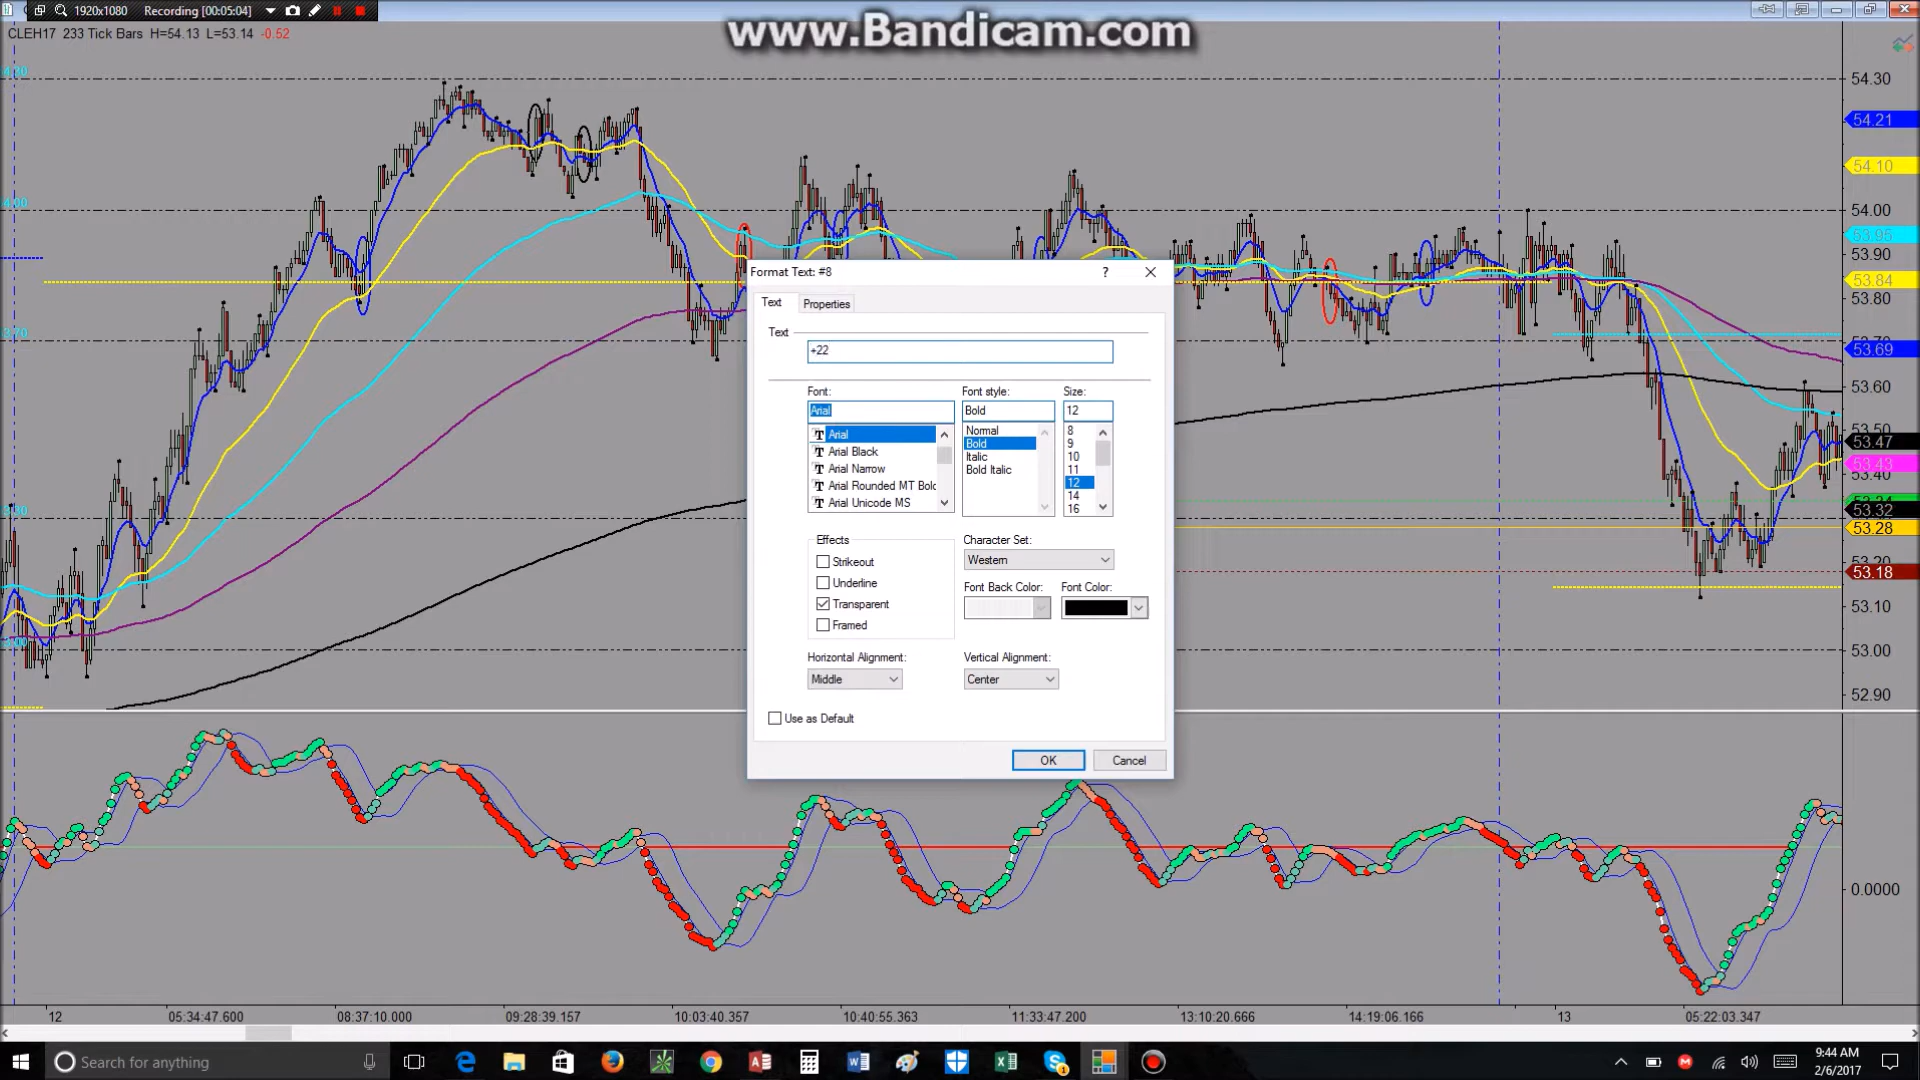 1920x1080 Recording [00:05:04]
www.Bandicam.com
CLEH17 233 Tick Bars H=54.13 L=53.14 -0.52
54.30
54.21
54.10
54.00
53.95
53.90
53.84
53.80
53.69
53.60
53.50
53.47
53.43
53.40
53.32
53.28
53.20
53.18
53.10
53.00
52.90
0.0000
Format Text: #8 ?
Text Properties
Text
+22
Font: Font style: Size:
Arial Bold 12
Arial
Arial Black
Arial Narrow
Arial Rounded MT Bold
Arial Unicode MS
Normal
Bold
Italic
Bold Italic
8
9
10
11
12
14
16
Effects
Strikeout
Underline
Transparent
Framed
Character Set:
Western
Font Back Color: Font Color:
Horizontal Alignment: Vertical Alignment:
Middle Center
Use as Default
OK Cancel
12 05:34:47.600 08:37:10.000 09:28:39.157 10:03:40.357 10:40:55.363 11:33:47.200 13:10:20.666 14:19:06.166 13 05:22:03.347
Search for anything
9:44 AM
2/6/2017